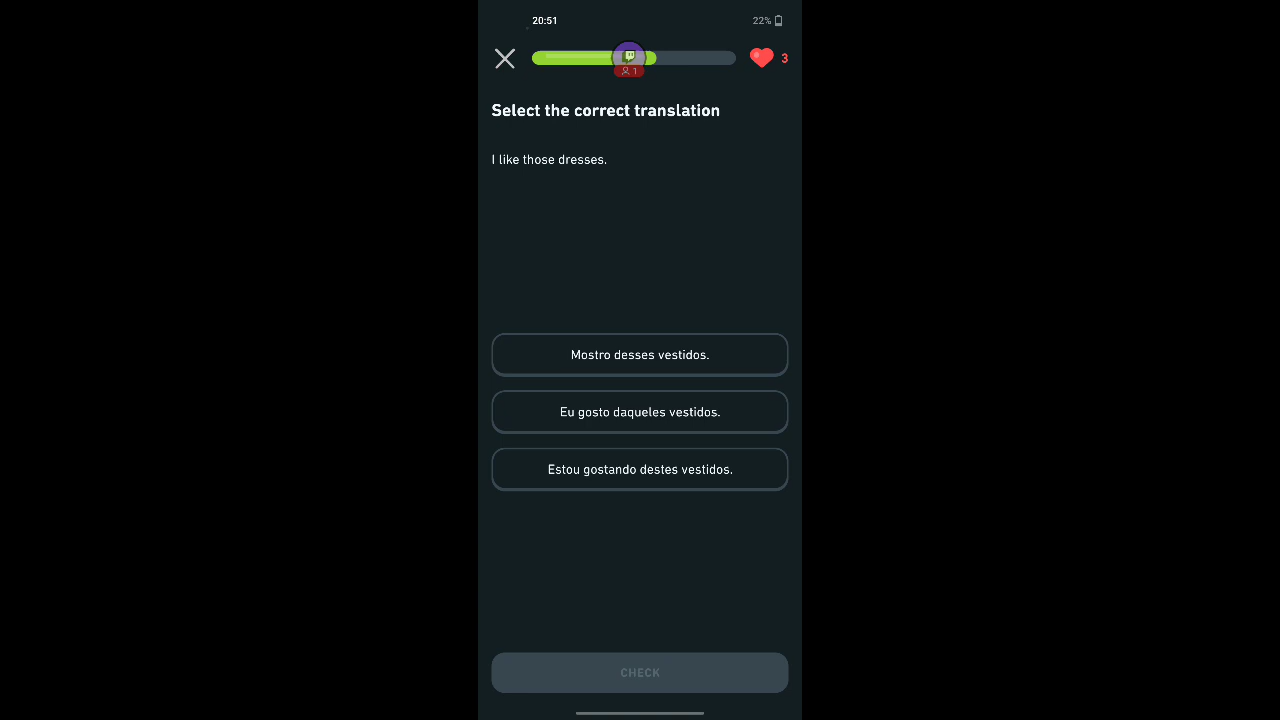 20:51
22%
3
1
Select the correct translation
I like those dresses.
Mostro desses vestidos.
Eu gosto daqueles vestidos.
Estou gostando destes vestidos.
CHECK